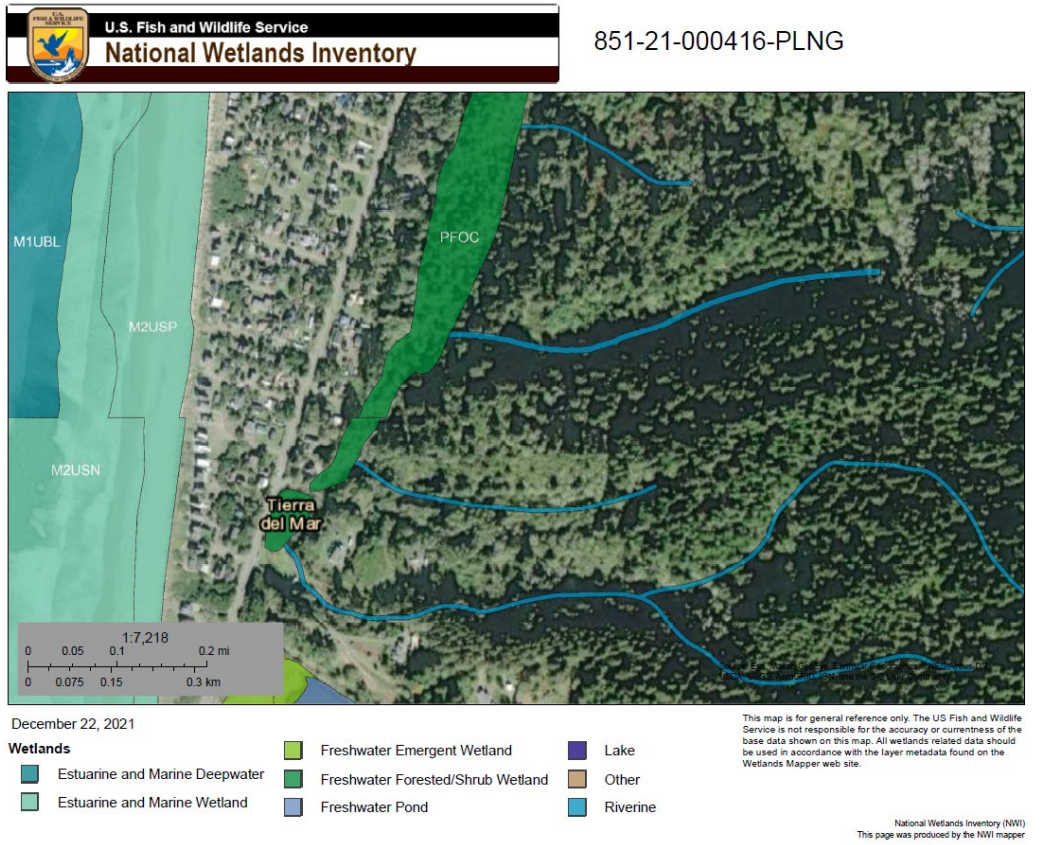 U.S.
FISH & WILDLIFE
SERVICE
U.S. Fish and Wildlife Service
National Wetlands Inventory
851-21-000416-PLNG
PFOC
M1UBL
M2USP
M2USN
Tierra
del Mar
1:7,218
0 0.05 0.1 0.2 mi
0 0.075 0.15 0.3 km
December 22, 2021
This map is for general reference only. The US Fish and Wildlife
Service is not responsible for the accuracy or currentness of the
base data shown on this map. All wetlands related data should
be used in accordance with the layer metadata found on the
Wetlands Mapper web site.
Wetlands
Estuarine and Marine Deepwater
Estuarine and Marine Wetland
Freshwater Emergent Wetland
Freshwater Forested/Shrub Wetland
Freshwater Pond
Lake
Other
Riverine
National Wetlands Inventory (NWI)
This page was produced by the NWI mapper